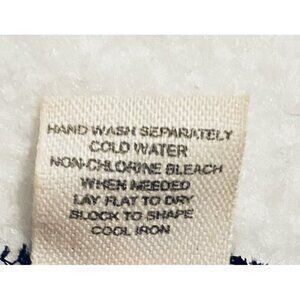 HAND WASH SEPARATELY
COLD WATER
NON-CHLORINE BLEACH
WHEN NEEDED
LAY FLAT TO DRY
BLOCK TO SHAPE
COOL IRON